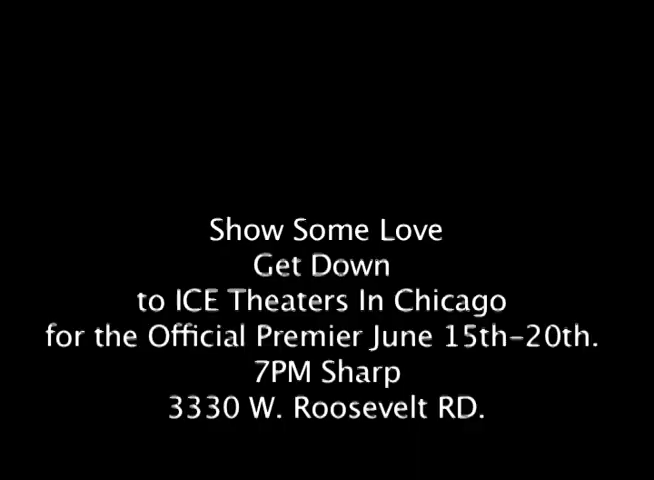 Show Some Love
Get Down
to ICE Theaters In Chicago
for the Official Premier June 15th-20th.
7PM Sharp
3330 W. Roosevelt RD.